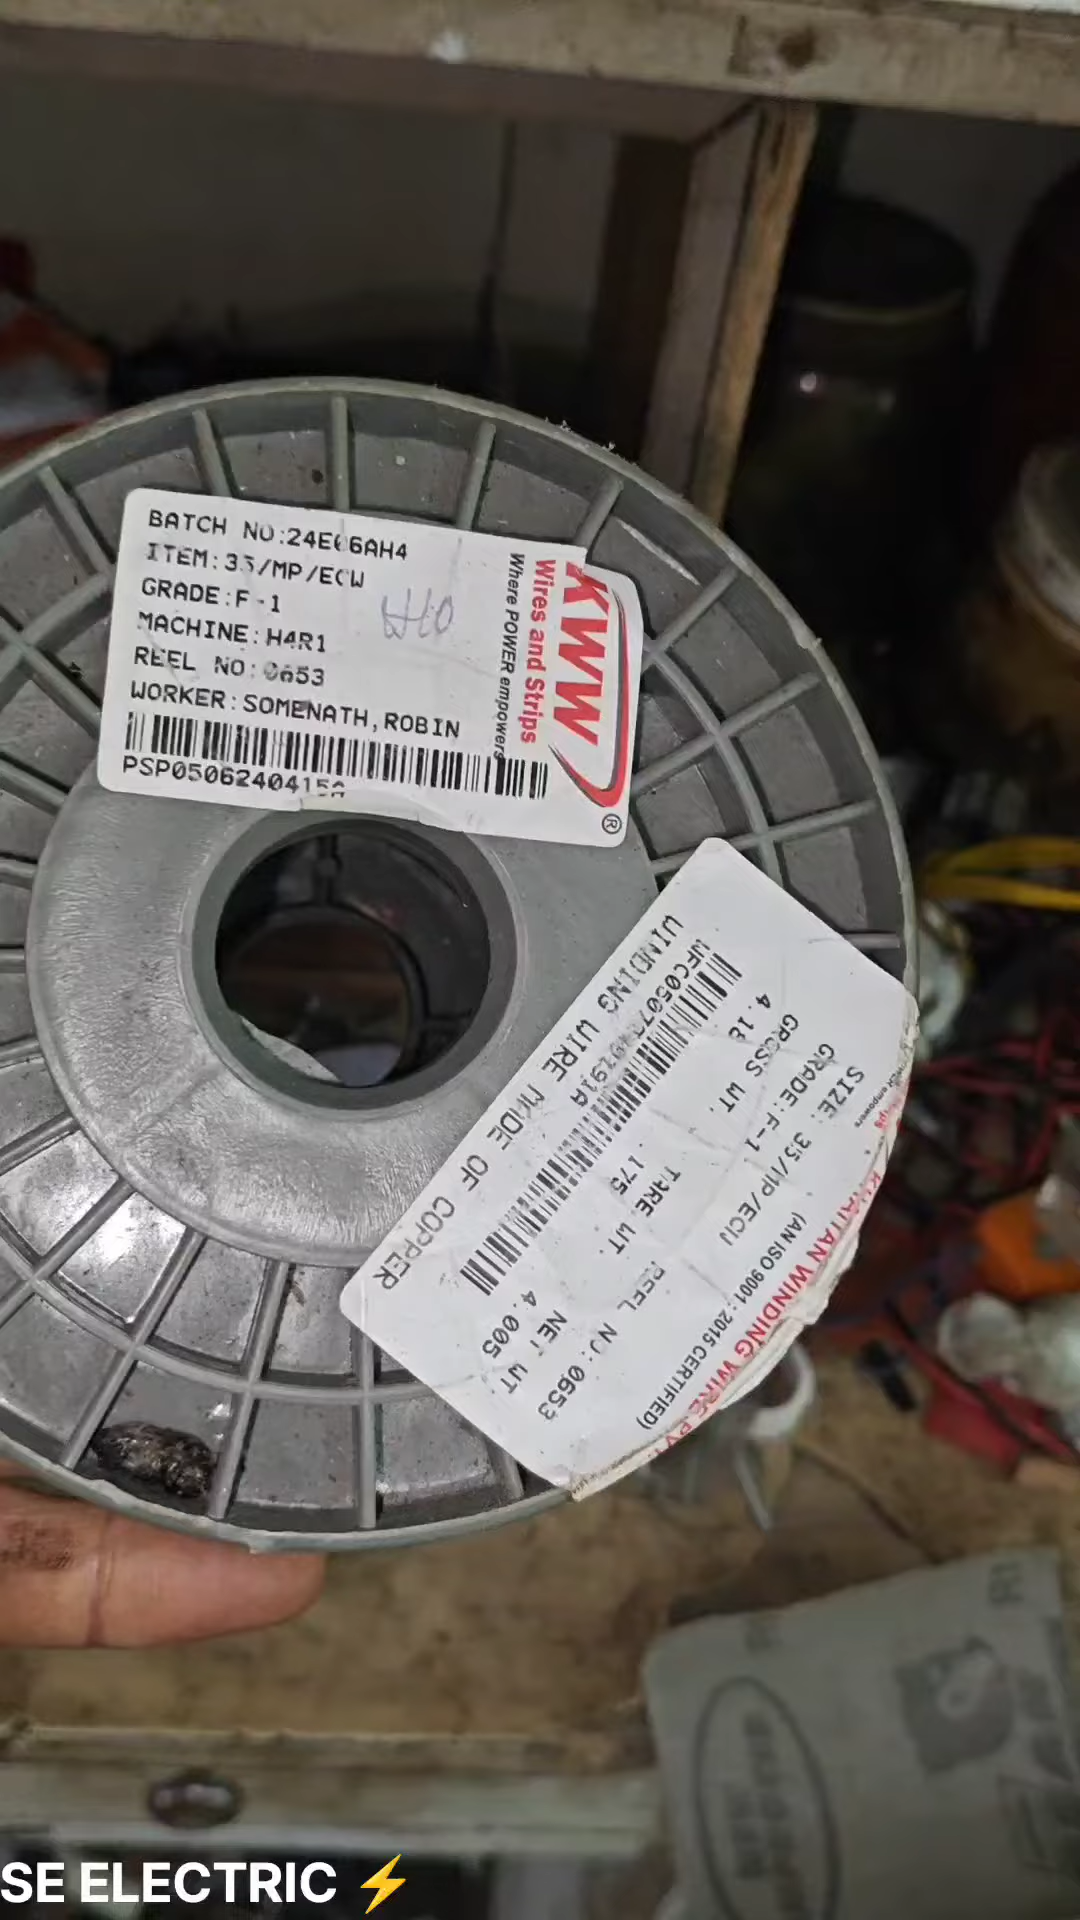 BATCH NO:24E06AH4
ITEM:35/MP/ECW
GRADE:F-1
MACHINE:H4R1
REEL NO:0653
WORKER:SOMENATH,ROBIN
PSP0506240415A
KWW
Wires and Strips
Where POWER empowers
®
KHAITAN WINDING WIRE PVT.
(AN ISO 9001:2015 CERTIFIED)
SIZE: 35/MP/ECW
GRADE:F-1 REEL NO:0653
GROSS WT. TARE WT. NET WT.
4.18 175 4.005
WINDING WIRE MADE OF COPPER
SE ELECTRIC ⚡